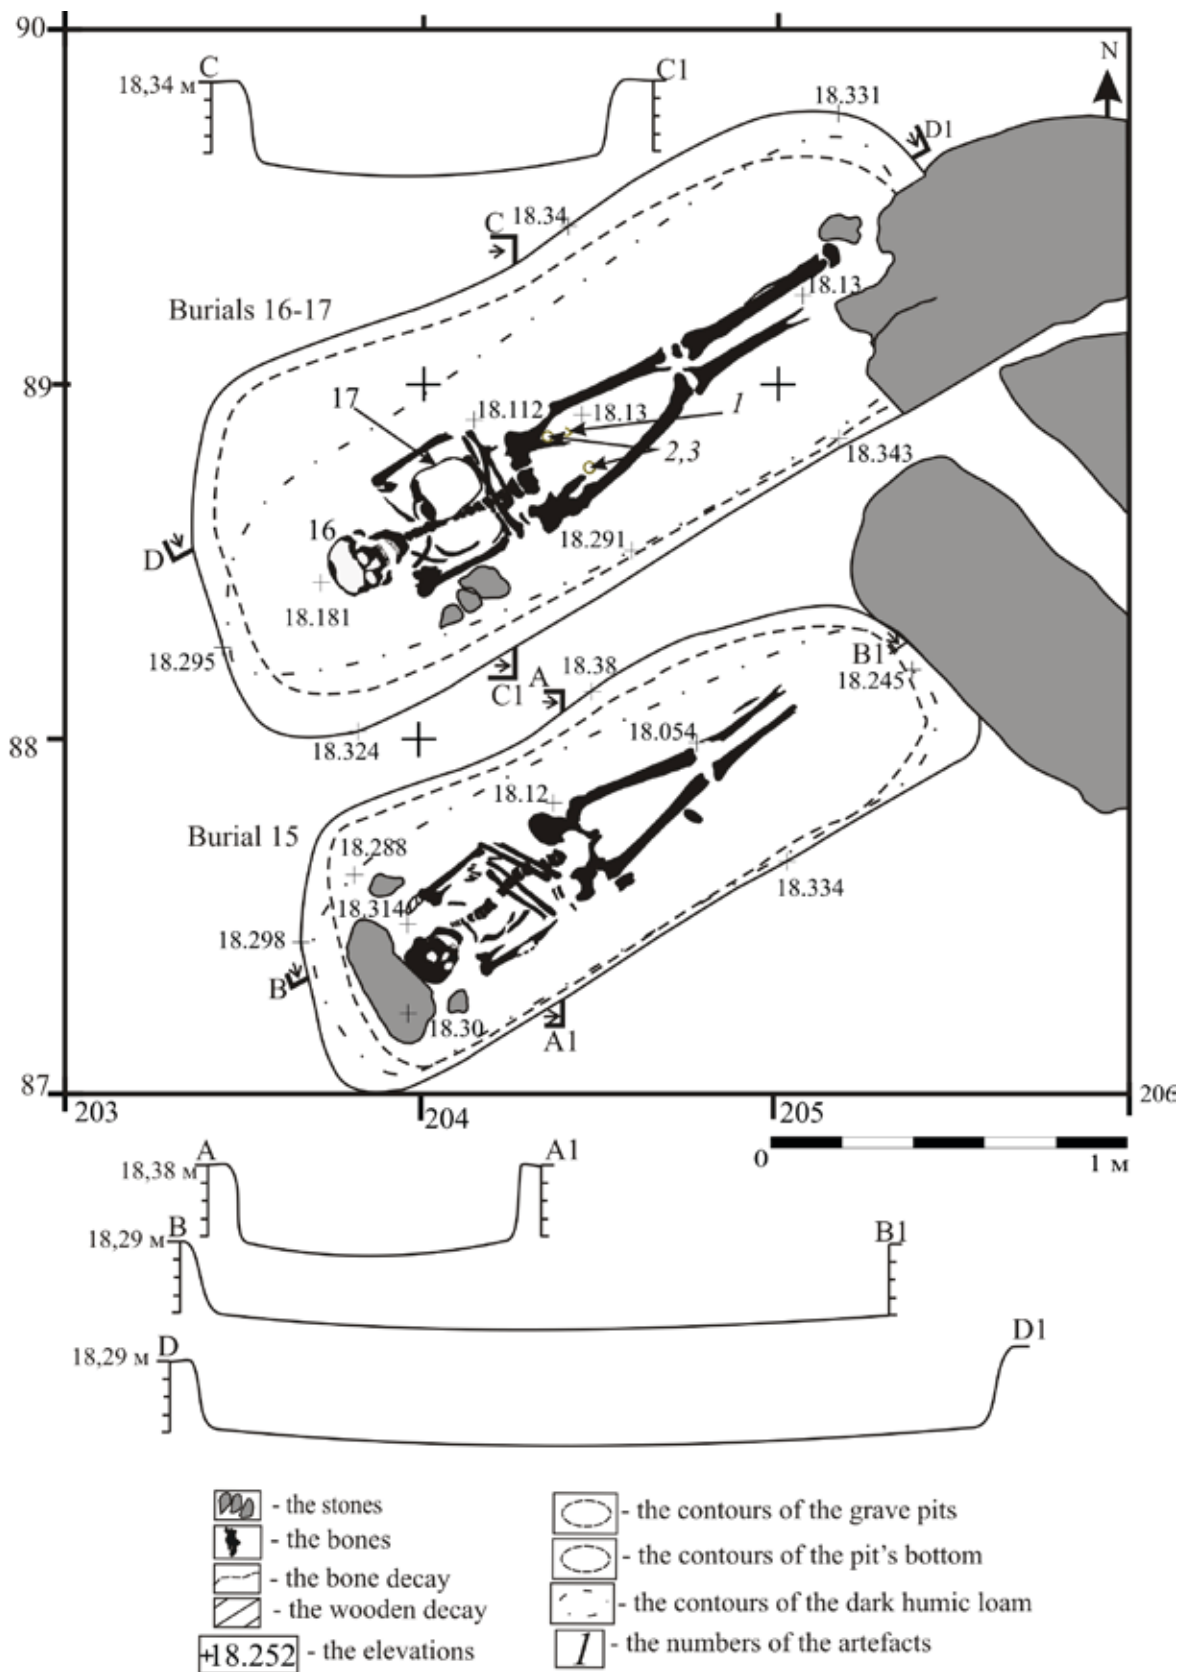 90
C
C1
N
18,34 м
18.331
D1
C
18.34
18.13
Burials 16-17
89
17
18.112
18.13
1
2,3
18.343
16
18.291
D
18.181
18.295
C1
A
18.38
B1
18.245
18.324
88
18.054
18.12
Burial 15
18.288
18.334
18.314
18.298
B
18.30
A1
87
203
204
205
206
0
1 м
A
A1
18,38 м
B
18,29 м
B1
D
18,29 м
D1
- the stones
- the bones
- the bone decay
- the wooden decay
+18.252 - the elevations
- the contours of the grave pits
- the contours of the pit's bottom
- the contours of the dark humic loam
1 - the numbers of the artefacts